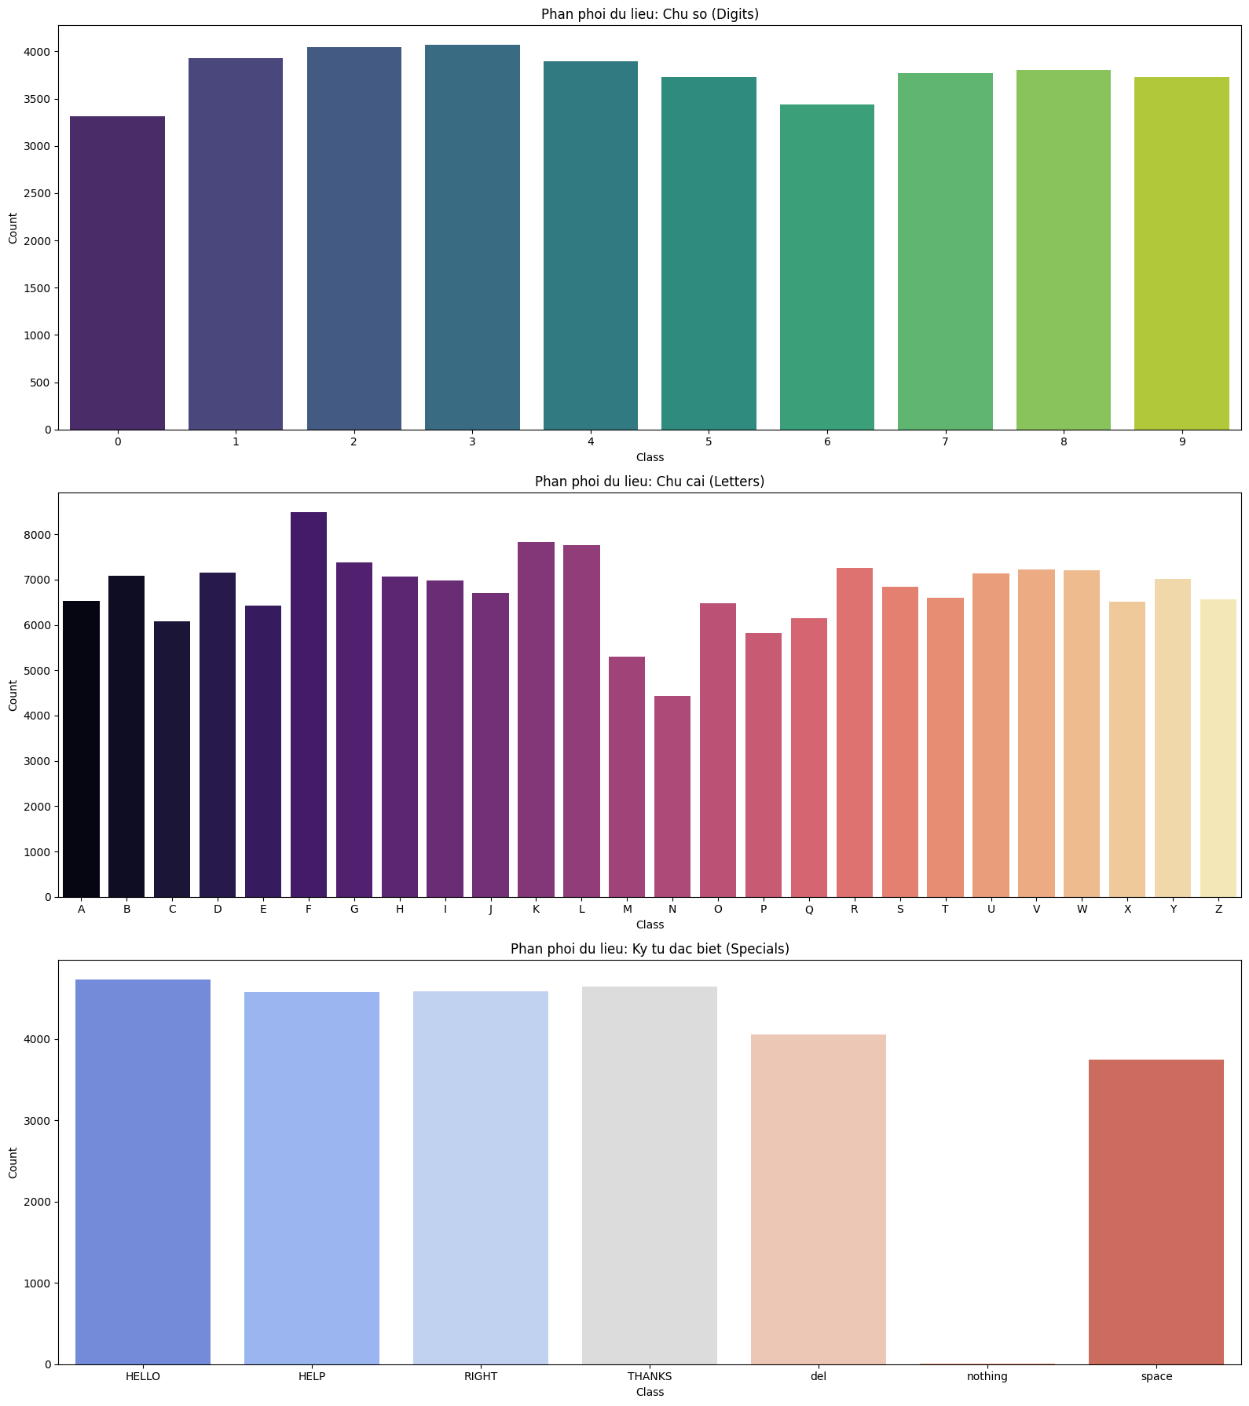 Phan phoi du lieu: Chu so (Digits)
4000
3500
3000
2500
2000
1500
1000
500
0
Count
0 1 2 3 4 5 6 7 8 9
Class
Phan phoi du lieu: Chu cai (Letters)
8000
7000
6000
5000
4000
3000
2000
1000
0
Count
A B C D E F G H I J K L M N O P Q R S T U V W X Y Z
Class
Phan phoi du lieu: Ky tu dac biet (Specials)
4000
3000
2000
1000
0
Count
HELLO HELP RIGHT THANKS del nothing space
Class